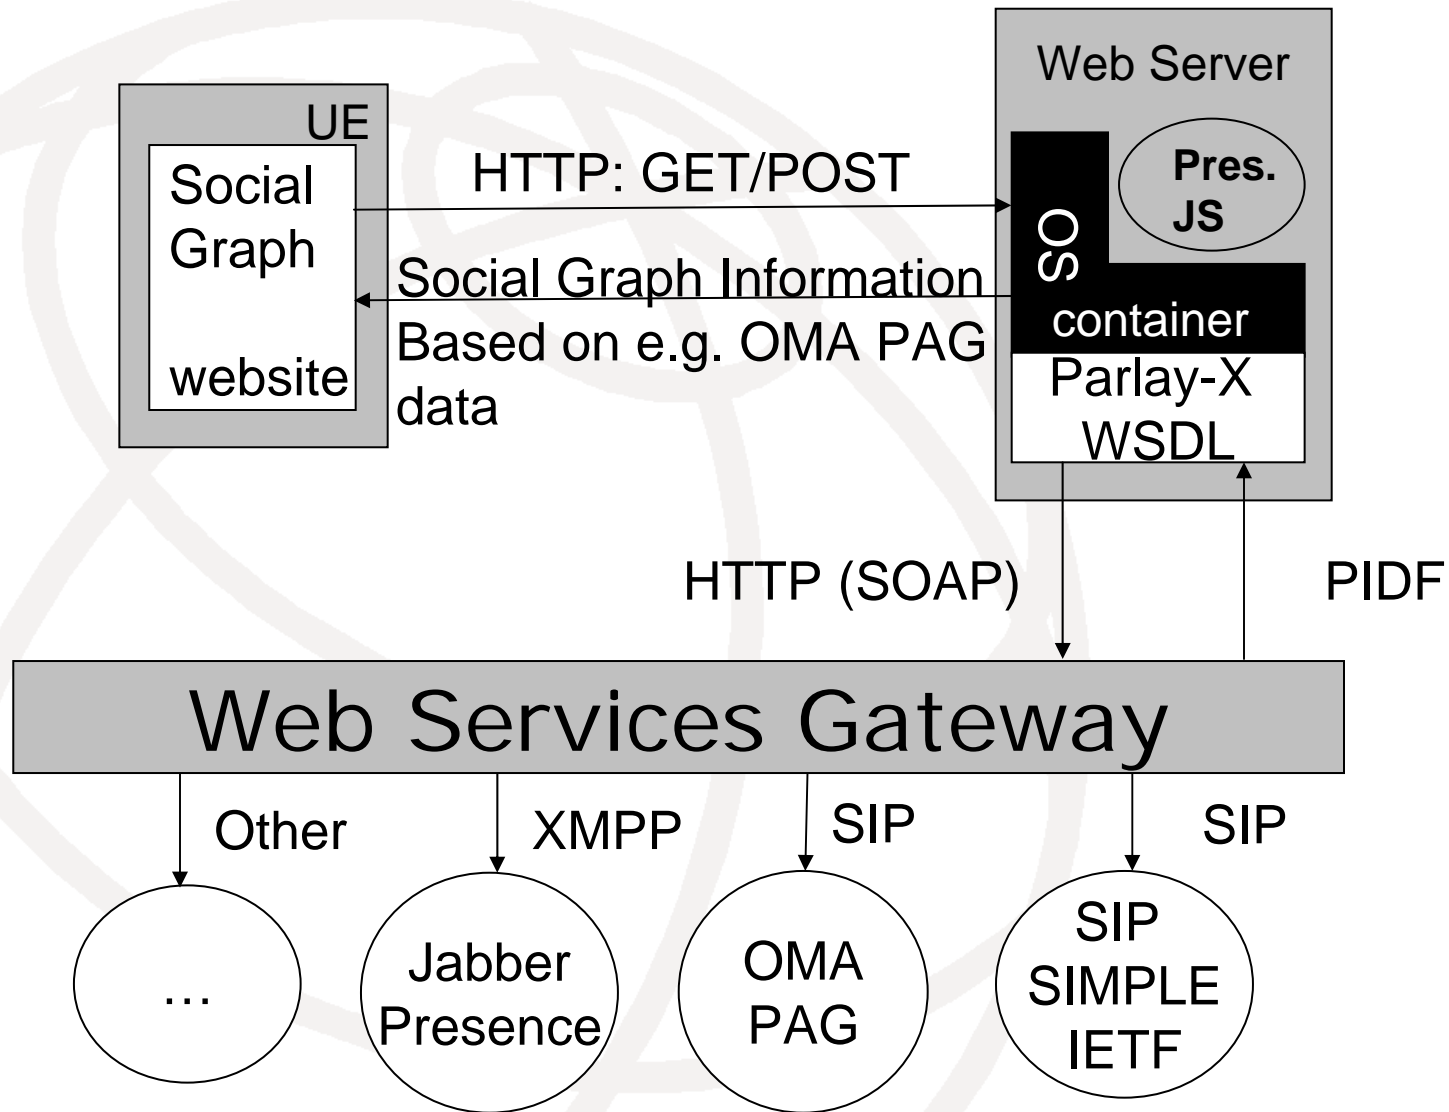 Web Server
UE
Social
Graph
website
HTTP: GET/POST
Pres.
JS
OS
container
Social Graph Information
Based on e.g. OMA PAG
data
Parlay-X
WSDL
HTTP (SOAP)
PIDF
Web Services Gateway
Other
XMPP
SIP
SIP
...
Jabber
Presence
OMA
PAG
SIP
SIMPLE
IETF